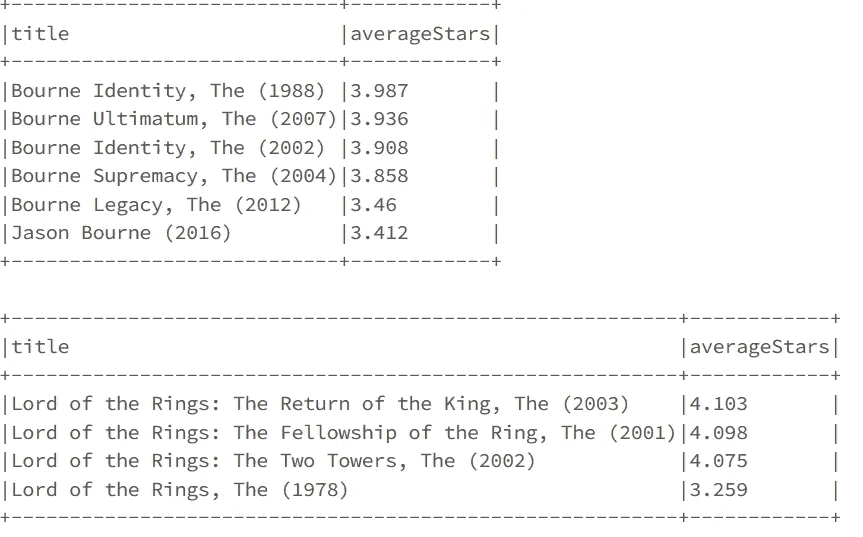 +----------------------------+------------+
|title                       |averageStars|
+----------------------------+------------+
|Bourne Identity, The (1988) |3.987       |
|Bourne Ultimatum, The (2007)|3.936       |
|Bourne Identity, The (2002) |3.908       |
|Bourne Supremacy, The (2004)|3.858       |
|Bourne Legacy, The (2012)   |3.46        |
|Jason Bourne (2016)         |3.412       |
+----------------------------+------------+
+---------------------------------------------------------+------------+
|title                                                    |averageStars|
+---------------------------------------------------------+------------+
|Lord of the Rings: The Return of the King, The (2003)    |4.103       |
|Lord of the Rings: The Fellowship of the Ring, The (2001)|4.098       |
|Lord of the Rings: The Two Towers, The (2002)            |4.075       |
|Lord of the Rings, The (1978)                            |3.259       |
+---------------------------------------------------------+------------+